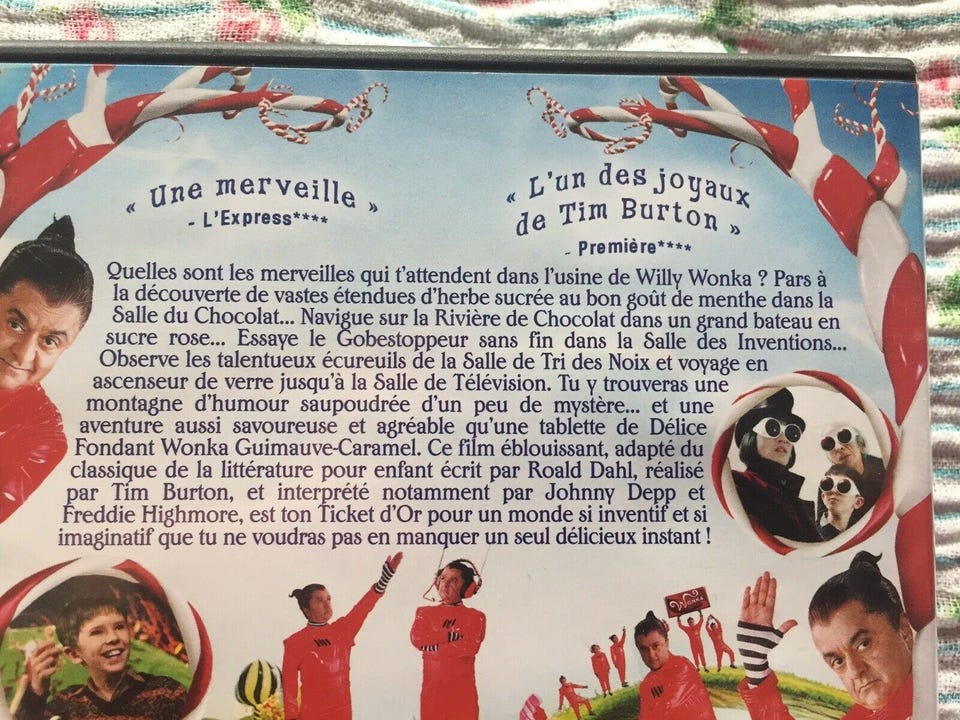 « Une merveille »
- L'Express****
« L'un des joyaux
de Tim Burton »
- Première****
Quelles sont les merveilles qui t'attendent dans l'usine de Willy Wonka ? Pars à
la découverte de vastes étendues d'herbe sucrée au bon goût de menthe dans la
Salle du Chocolat... Navigue sur la Rivière de Chocolat dans un grand bateau en
sucre rose... Essaye le Gobestoppeur sans fin dans la Salle des Inventions...
Observe les talentueux écureuils de la Salle de Tri des Noix et voyage en
ascenseur de verre jusqu'à la Salle de Télévision. Tu y trouveras une
montagne d'humour saupoudrée d'un peu de mystère... et une
aventure aussi savoureuse et agréable qu'une tablette de Délice
Fondant Wonka Guimauve-Caramel. Ce film éblouissant, adapté du
classique de la littérature pour enfant écrit par Roald Dahl, réalisé
par Tim Burton, et interprété notamment par Johnny Depp et
Freddie Highmore, est ton Ticket d'Or pour un monde si inventif et si
imaginatif que tu ne voudras pas en manquer un seul délicieux instant !
WONKA